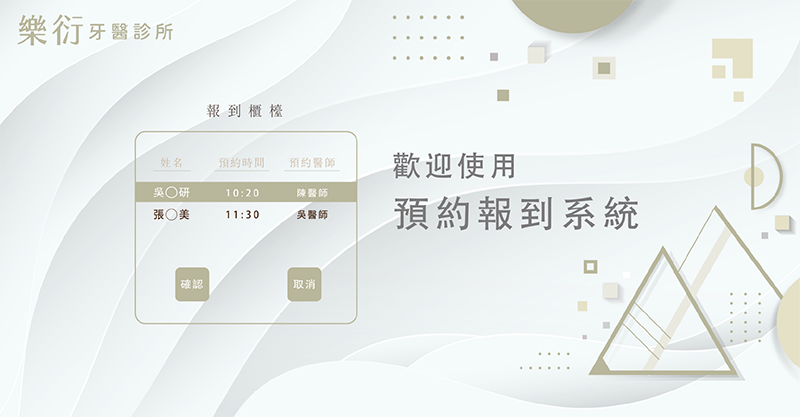 樂衍牙醫診所
報到櫃檯
姓名 預約時間 預約醫師
吳◯研 10:20 陳醫師
張◯美 11:30 吳醫師
確認 取消
歡迎使用
預約報到系統